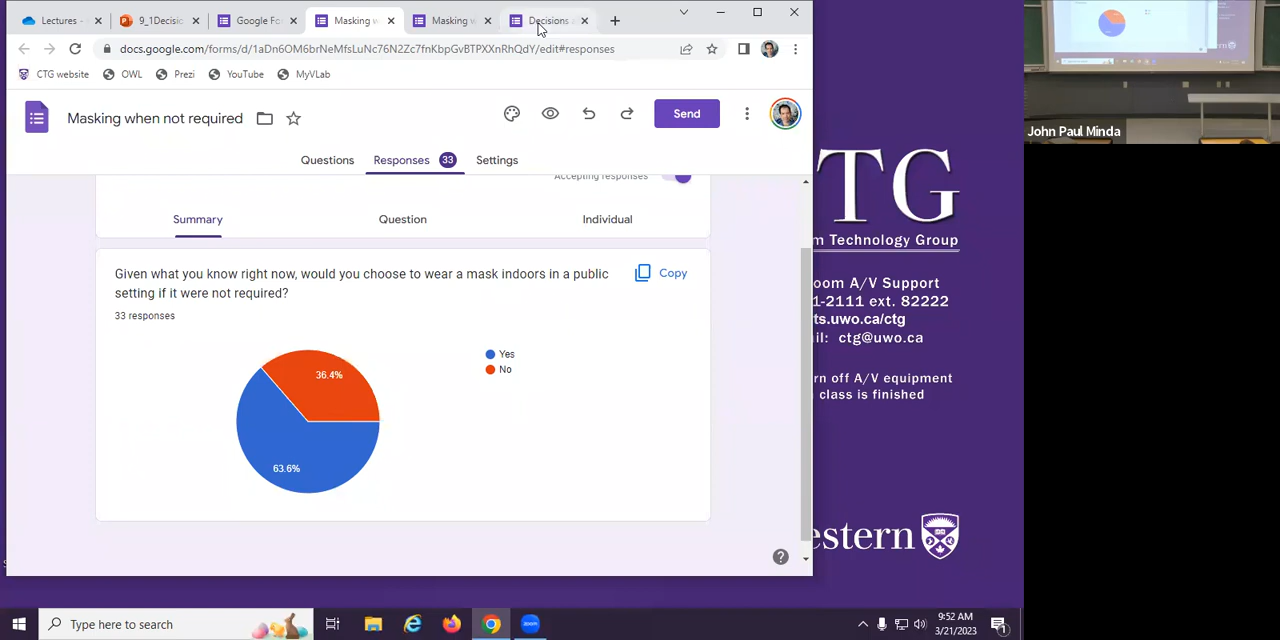 Lectures -
9_1Decisio
Google Fo
Masking w
Masking w
Decisions a
docs.google.com/forms/d/1aDn6OM6brNeMfsLuNc76N2Zc7fnKbpGvBTPXXnRhQdY/edit#responses
CTG website
OWL
Prezi
YouTube
MyVLab
Masking when not required
Send
Questions
Responses 33
Settings
Accepting responses
Summary
Question
Individual
Given what you know right now, would you choose to wear a mask indoors in a public
setting if it were not required?
Copy
33 responses
Yes
No
36.4%
63.6%
John Paul Minda
CTG
m Technology Group
oom A/V Support
1-2111 ext. 82222
ts.uwo.ca/ctg
il: ctg@uwo.ca
rn off A/V equipment
class is finished
estern
Type here to search
zoom
9:52 AM
3/21/2023
1